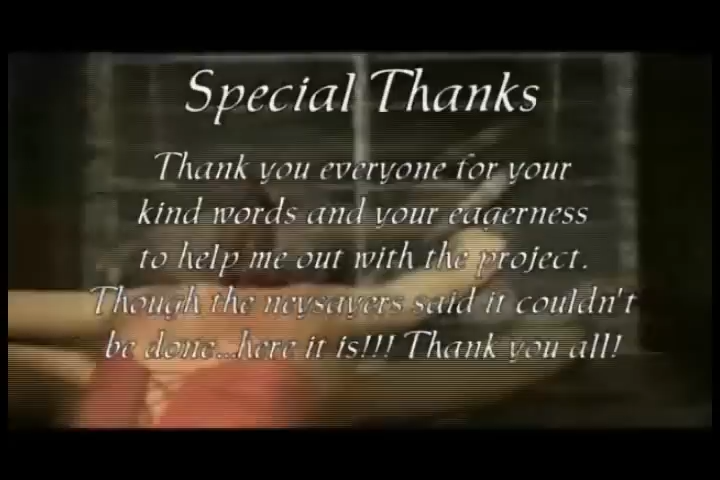 Special Thanks
Thank you everyone for your
kind words and your eagerness
to help me out with the project.
Though the neysayers said it couldn't
be done...here it is!!! Thank you all!